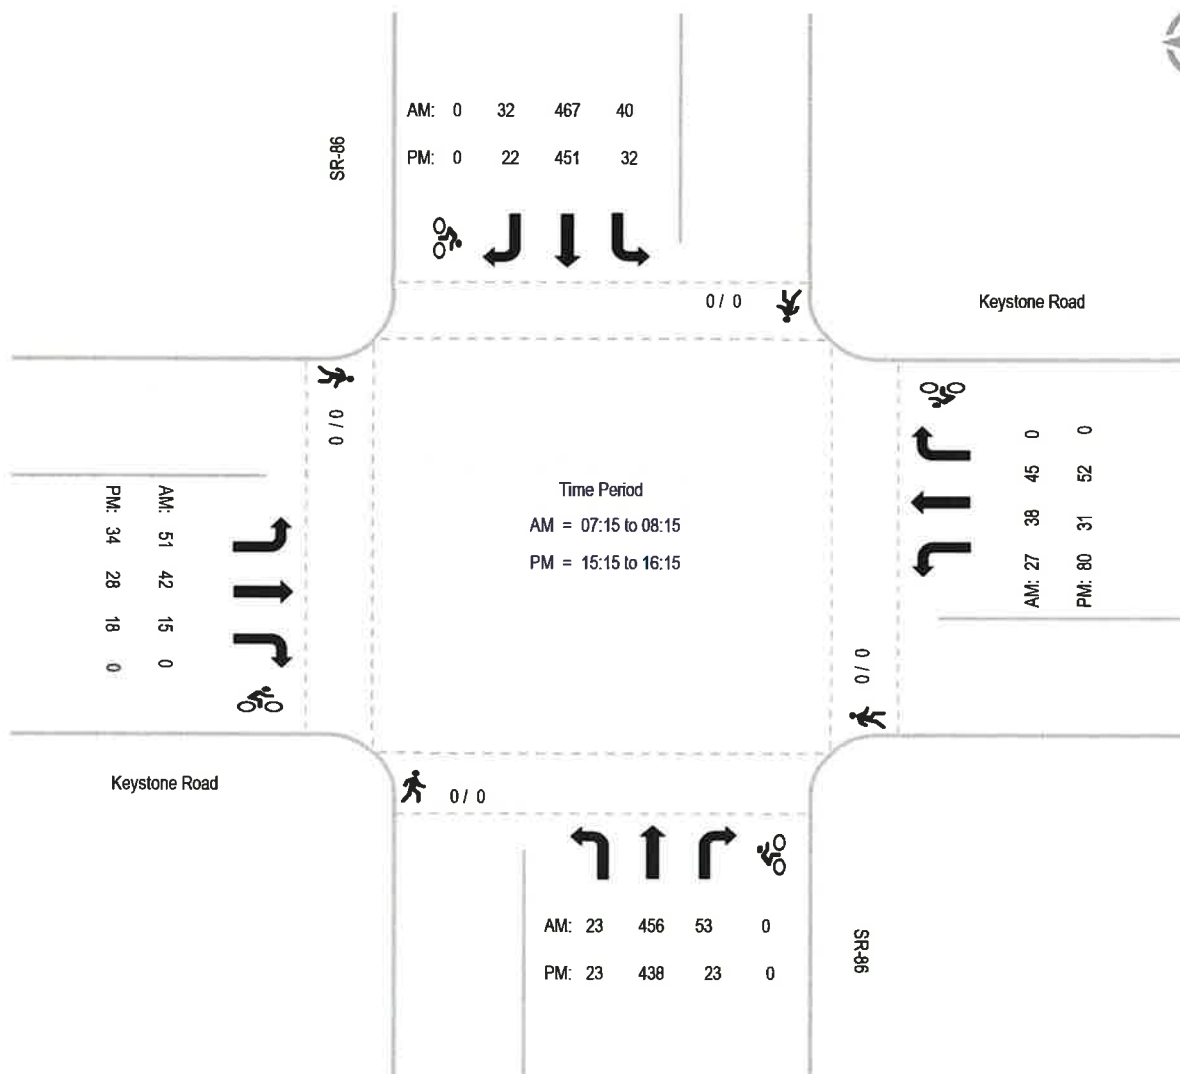 AM: 0 32 467 40
PM: 0 22 451 32
SR-86
0 / 0
Keystone Road
0 / 0
AM: 27 38 45 0
PM: 80 31 52 0
Time Period
AM = 07:15 to 08:15
PM = 15:15 to 16:15
AM: 51 42 15 0
PM: 34 28 18 0
0 / 0
Keystone Road
0 / 0
AM: 23 456 53 0
PM: 23 438 23 0
SR-86